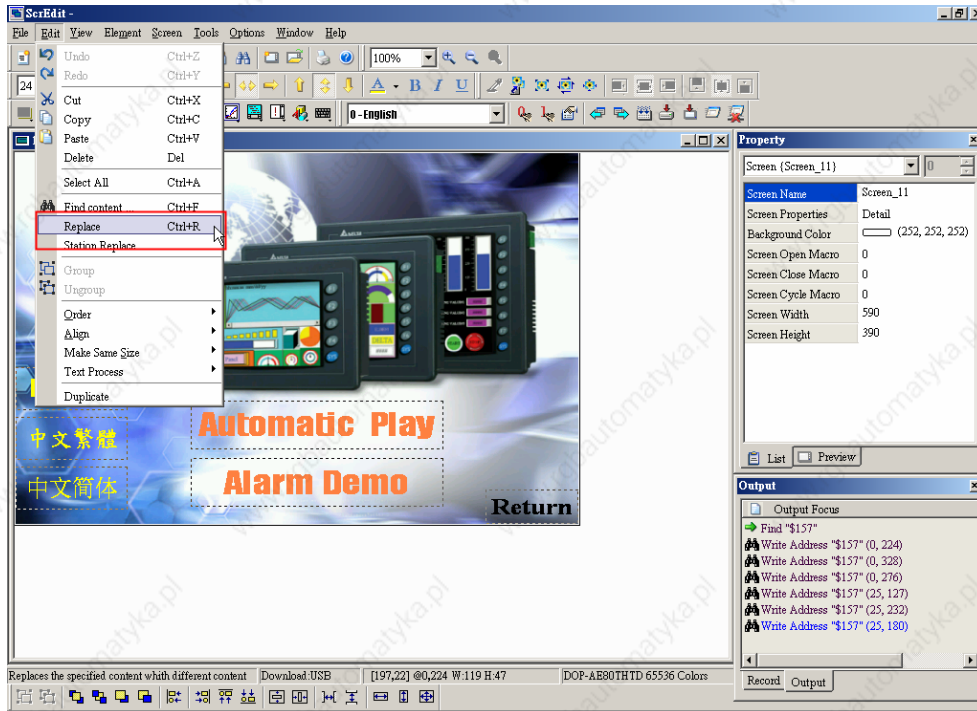 ScrEdit -
File Edit View Element Screen Tools Options Window Help
100%
24
A B I U
0 - English
Undo Ctrl+Z
Redo Ctrl+Y
Cut Ctrl+X
Copy Ctrl+C
Paste Ctrl+V
Delete Del
Select All Ctrl+A
Find content ... Ctrl+F
Replace Ctrl+R
Station Replace
Group
Ungroup
Order
Align
Make Same Size
Text Process
Duplicate
中文繁體
中文简体
Automatic Play
Alarm Demo
Return
Property
Screen {Screen_11} 0
Screen Name Screen_11
Screen Properties Detail
Background Color (252, 252, 252)
Screen Open Macro 0
Screen Close Macro 0
Screen Cycle Macro 0
Screen Width 590
Screen Height 390
List Preview
Output
Output Focus
Find "$157"
Write Address "$157" (0, 224)
Write Address "$157" (0, 328)
Write Address "$157" (0, 276)
Write Address "$157" (25, 127)
Write Address "$157" (25, 232)
Write Address "$157" (25, 180)
Record Output
Replaces the specified content whith different content Download:USB [197,22] @0,224 W:119 H:47 DOP-AE80THTD 65536 Colors